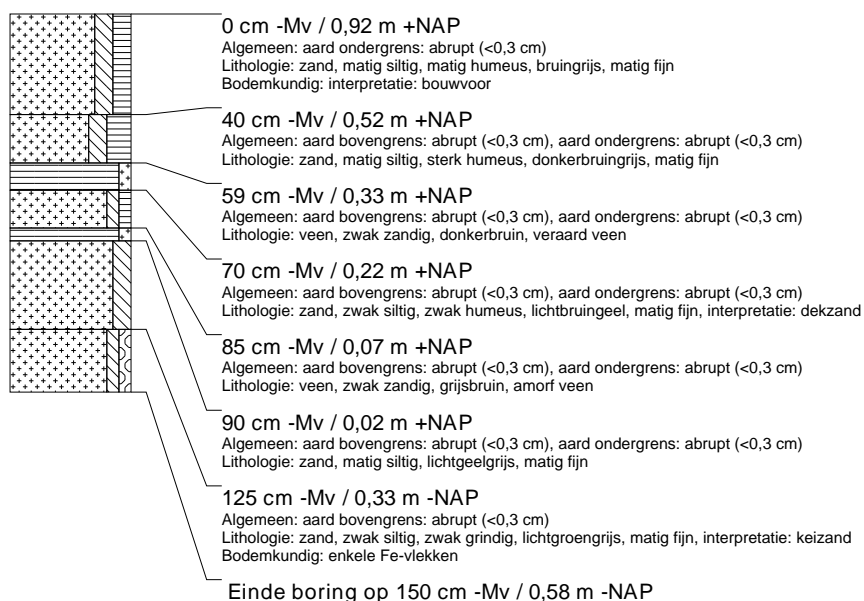 0 cm -Mv / 0,92 m +NAP
Algemeen: aard ondergrens: abrupt (<0,3 cm)
Lithologie: zand, matig siltig, matig humeus, bruingrijs, matig fijn
Bodemkundig: interpretatie: bouwvoor
40 cm -Mv / 0,52 m +NAP
Algemeen: aard bovengrens: abrupt (<0,3 cm), aard ondergrens: abrupt (<0,3 cm)
Lithologie: zand, matig siltig, sterk humeus, donkerbruingrijs, matig fijn
59 cm -Mv / 0,33 m +NAP
Algemeen: aard bovengrens: abrupt (<0,3 cm), aard ondergrens: abrupt (<0,3 cm)
Lithologie: veen, zwak zandig, donkerbruin, veraard veen
70 cm -Mv / 0,22 m +NAP
Algemeen: aard bovengrens: abrupt (<0,3 cm), aard ondergrens: abrupt (<0,3 cm)
Lithologie: zand, zwak siltig, zwak humeus, lichtbruingeel, matig fijn, interpretatie: dekzand
85 cm -Mv / 0,07 m +NAP
Algemeen: aard bovengrens: abrupt (<0,3 cm), aard ondergrens: abrupt (<0,3 cm)
Lithologie: veen, zwak zandig, grijsbruin, amorf veen
90 cm -Mv / 0,02 m +NAP
Algemeen: aard bovengrens: abrupt (<0,3 cm), aard ondergrens: abrupt (<0,3 cm)
Lithologie: zand, matig siltig, lichtgeelgrijs, matig fijn
125 cm -Mv / 0,33 m -NAP
Algemeen: aard bovengrens: abrupt (<0,3 cm)
Lithologie: zand, zwak siltig, zwak grindig, lichtgroengrijs, matig fijn, interpretatie: keizand
Bodemkundig: enkele Fe-vlekken
Einde boring op 150 cm -Mv / 0,58 m -NAP